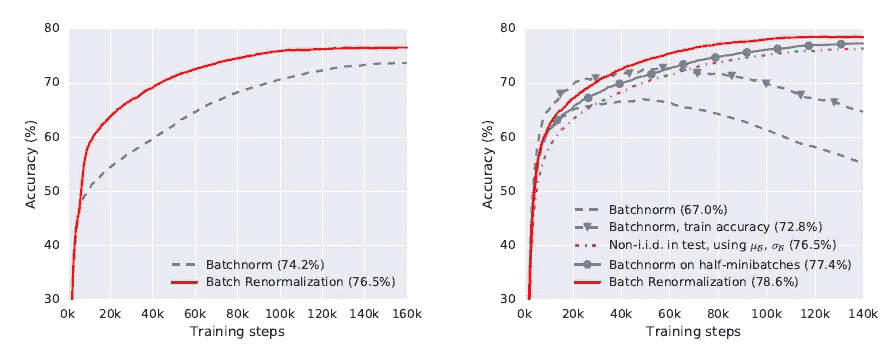 80
70
60
50
40
30
Accuracy (%)
Batchnorm (74.2%)
Batch Renormalization (76.5%)
0k 20k 40k 60k 80k 100k 120k 140k 160k
Training steps
80
70
60
50
40
30
Accuracy (%)
Batchnorm (67.0%)
Batchnorm, train accuracy (72.8%)
Non-i.i.d. in test, using μ_B, σ_B (76.5%)
Batchnorm on half-minibatches (77.4%)
Batch Renormalization (78.6%)
0k 20k 40k 60k 80k 100k 120k 140k
Training steps